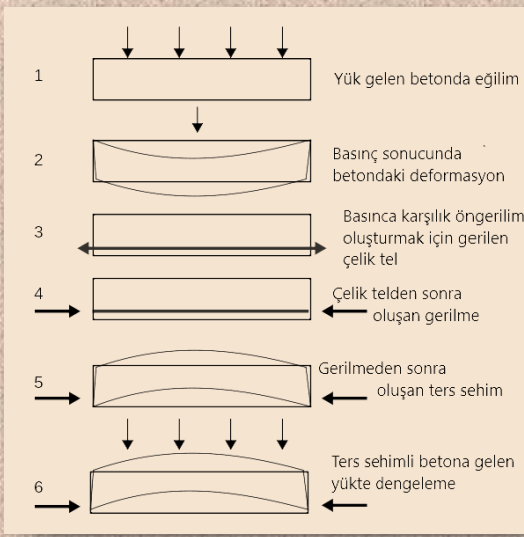 1
Yük gelen betonda eğilim
2
Basınç sonucunda
betondaki deformasyon
3
Basınca karşılık öngerilim
oluşturmak için gerilen
çelik tel
4
Çelik telden sonra
oluşan gerilme
5
Gerilmeden sonra
oluşan ters sehim
6
Ters sehimli betona gelen
yükte dengeleme